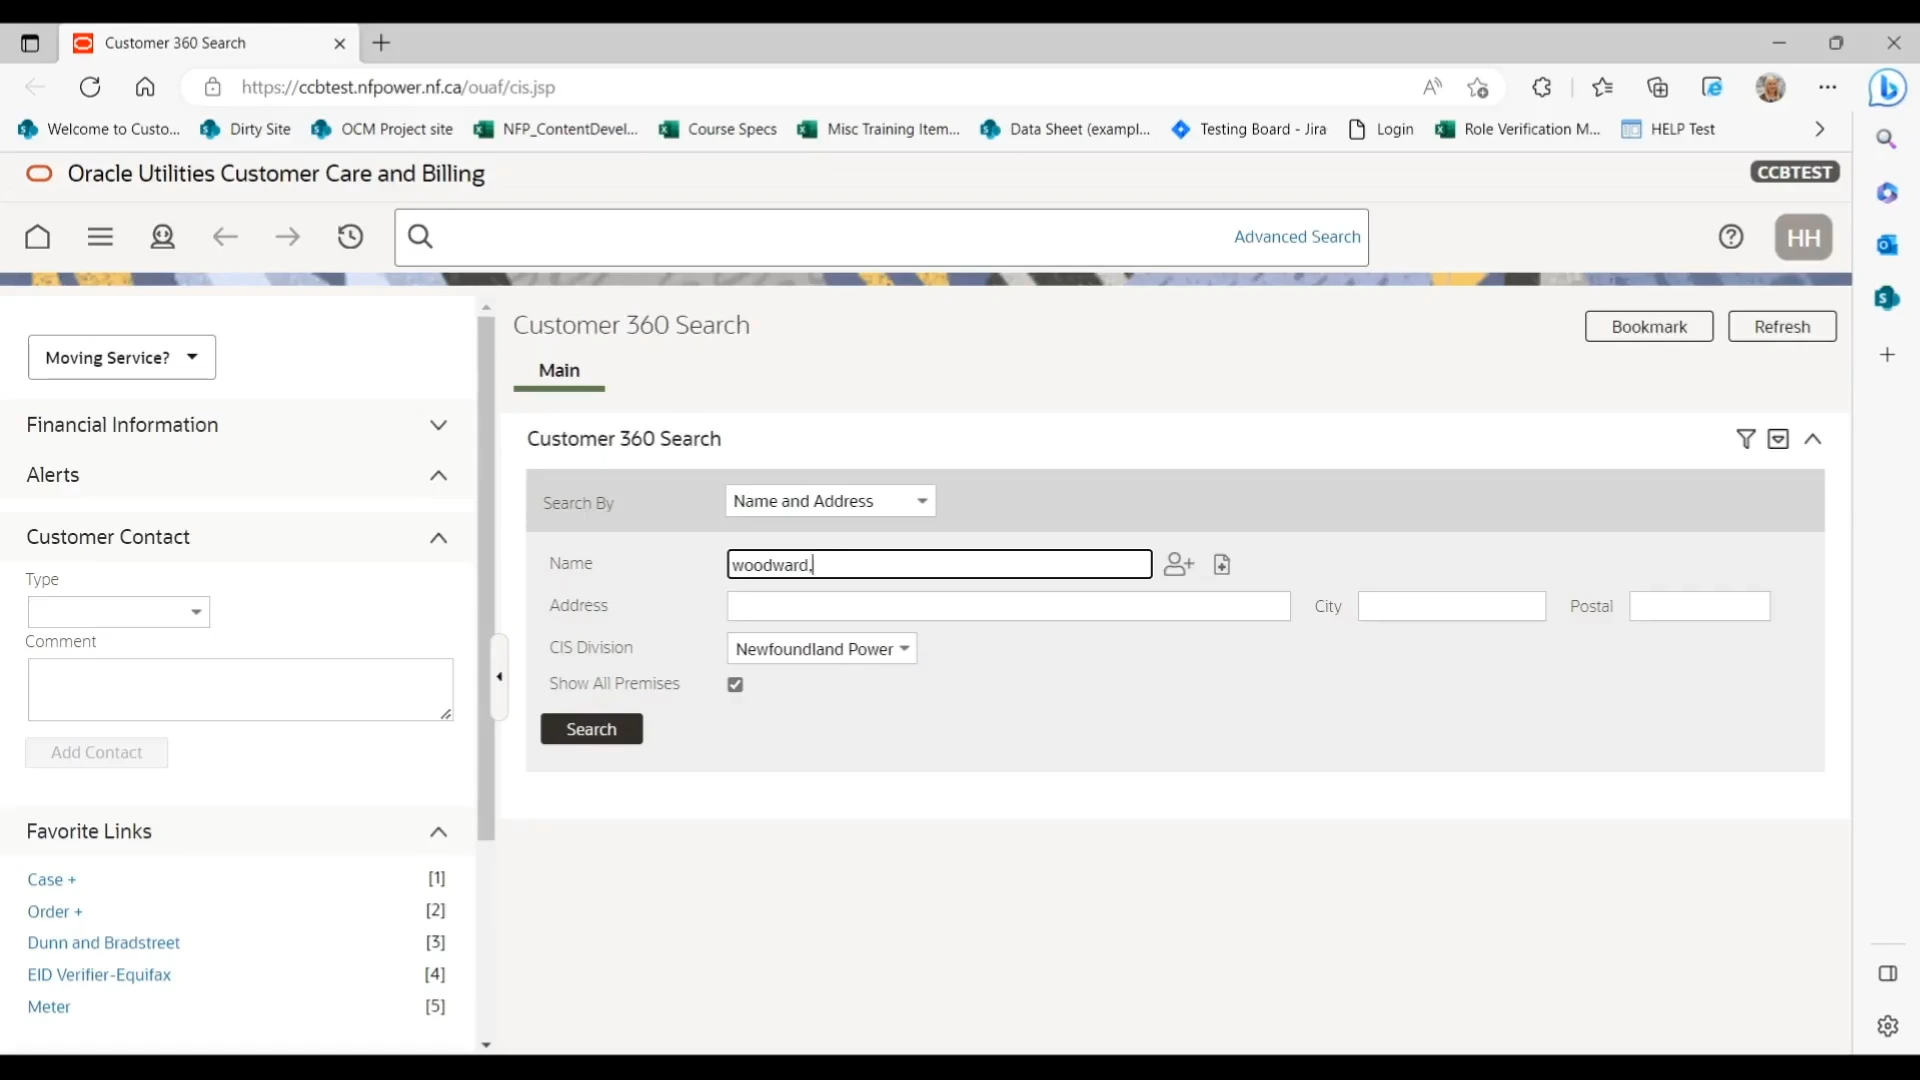 Customer 360 Search
https://ccbtest.nfpower.nf.ca/ouaf/cis.jsp
Welcome to Custo... Dirty Site OCM Project site NFP_ContentDevel... Course Specs Misc Training Item... Data Sheet (exampl... Testing Board - Jira Login Role Verification M... HELP Test
Oracle Utilities Customer Care and Billing CCBTEST
Advanced Search HH
Moving Service?
Financial Information
Alerts
Customer Contact
Type
Comment
Add Contact
Favorite Links
Case + [1]
Order + [2]
Dunn and Bradstreet [3]
EID Verifier-Equifax [4]
Meter [5]
Customer 360 Search Bookmark Refresh
Main
Customer 360 Search
Search By Name and Address
Name woodward,
Address City Postal
CIS Division Newfoundland Power
Show All Premises
Search